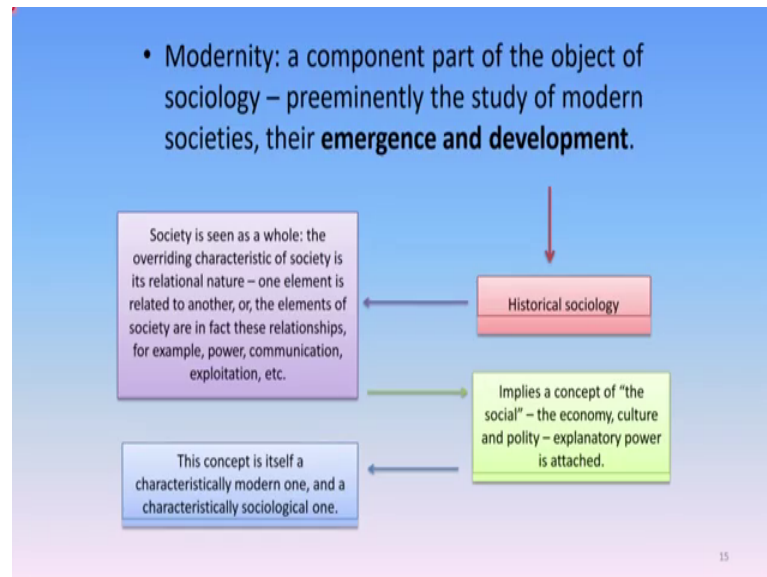 • Modernity: a component part of the object of
sociology – preeminently the study of modern
societies, their emergence and development.
Historical sociology
Society is seen as a whole: the
overriding characteristic of society is
its relational nature – one element is
related to another, or, the elements of
society are in fact these relationships,
for example, power, communication,
exploitation, etc.
Implies a concept of “the
social” – the economy, culture
and polity – explanatory power
is attached.
This concept is itself a
characteristically modern one, and a
characteristically sociological one.
15